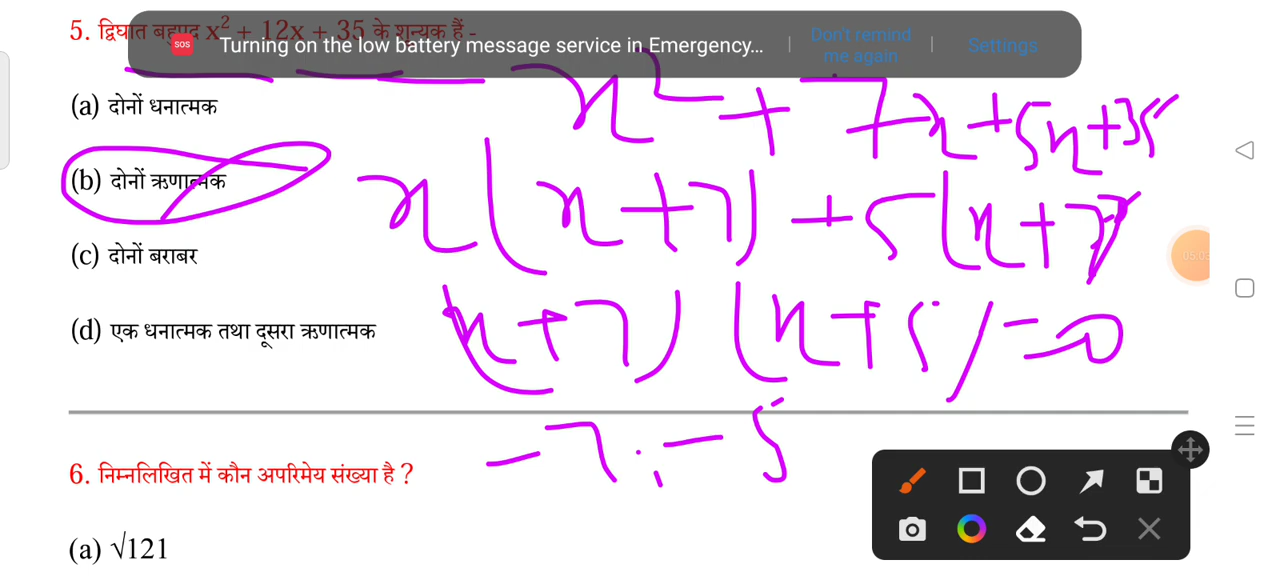 5. द्विघात बहुपद x² + 12x + 35 के शून्यक हैं -
SOS Turning on the low battery message service in Emergency... Don't remind me again Settings
x² + 7x + 5x + 35
(a) दोनों धनात्मक
(b) दोनों ऋणात्मक
x(x+7) + 5(x+7)
(c) दोनों बराबर
(d) एक धनात्मक तथा दूसरा ऋणात्मक
(x+7) (x+5) = 0
-7, -5
6. निम्नलिखित में कौन अपरिमेय संख्या है ?
(a) √121